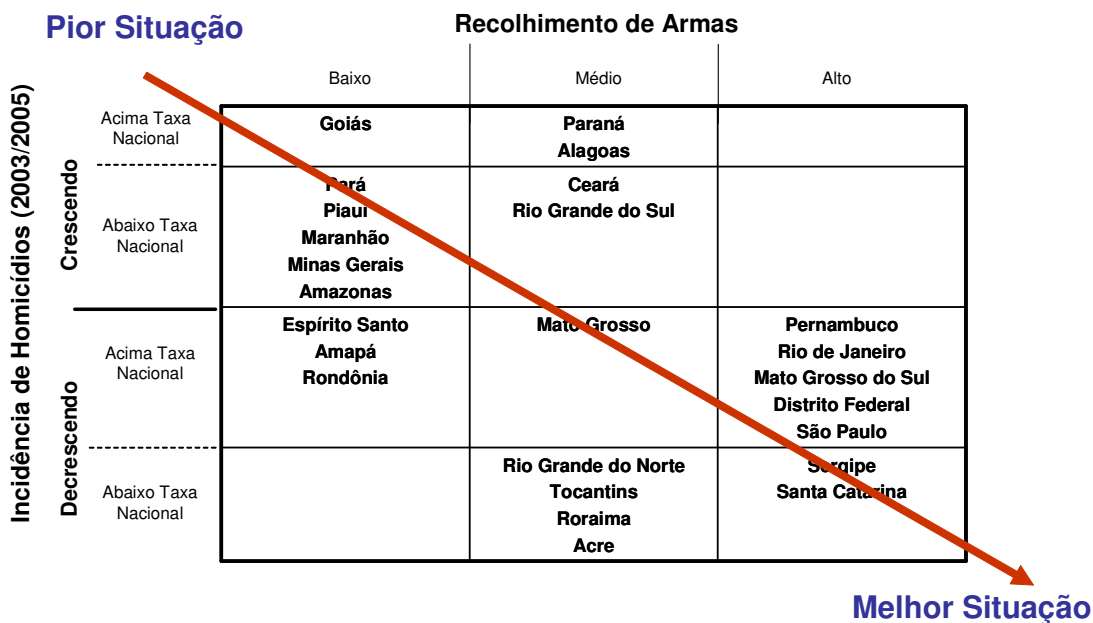 Pior Situação
Recolhimento de Armas
Baixo
Médio
Alto
Incidência de Homicídios (2003/2005)
Crescendo
Acima Taxa
Nacional
Goiás
Paraná
Alagoas
Abaixo Taxa
Nacional
Pará
Piauí
Maranhão
Minas Gerais
Amazonas
Ceará
Rio Grande do Sul
Decrescendo
Acima Taxa
Nacional
Espírito Santo
Amapá
Rondônia
Mato Grosso
Pernambuco
Rio de Janeiro
Mato Grosso do Sul
Distrito Federal
São Paulo
Abaixo Taxa
Nacional
Rio Grande do Norte
Tocantins
Roraima
Acre
Sergipe
Santa Catarina
Melhor Situação